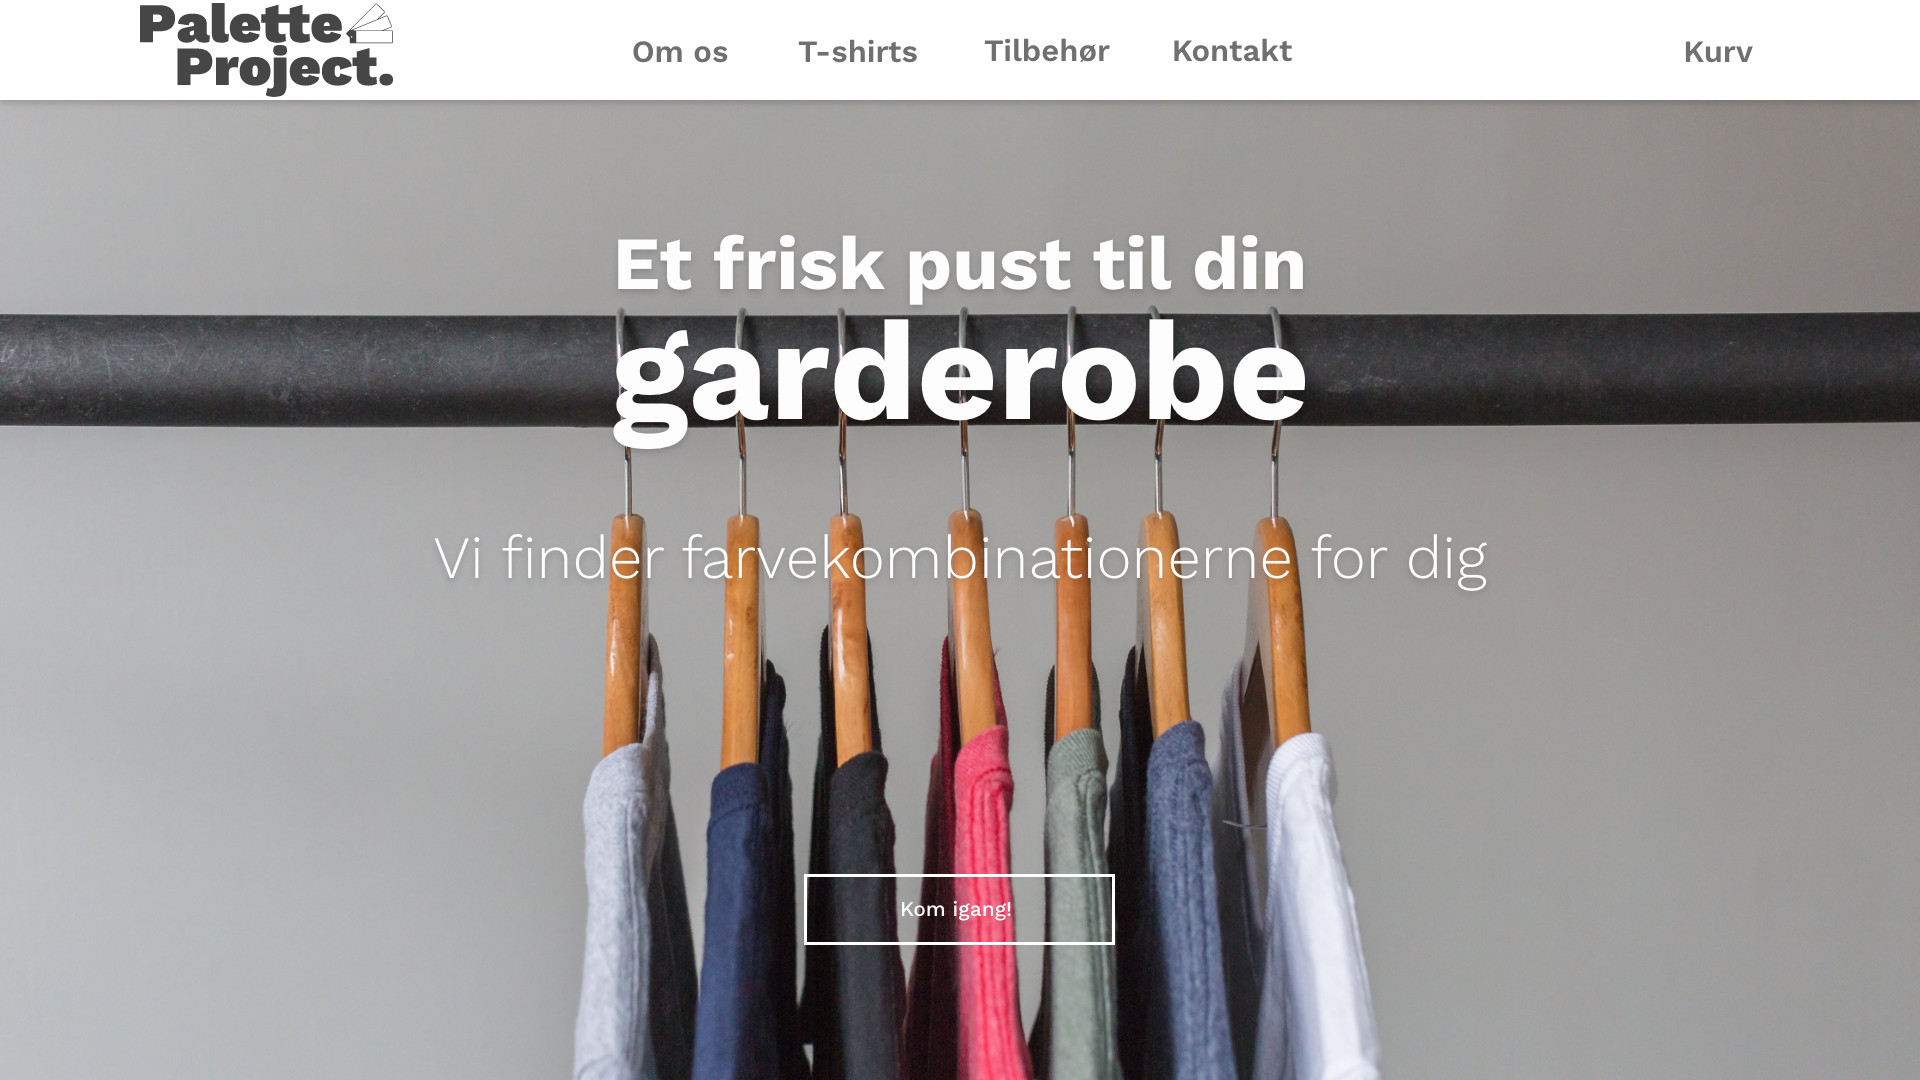 Palette
Project.
Om os
T-shirts
Tilbehør
Kontakt
Kurv
Et frisk pust til din
garderobe
Vi finder farvekombinationerne for dig
Kom igang!